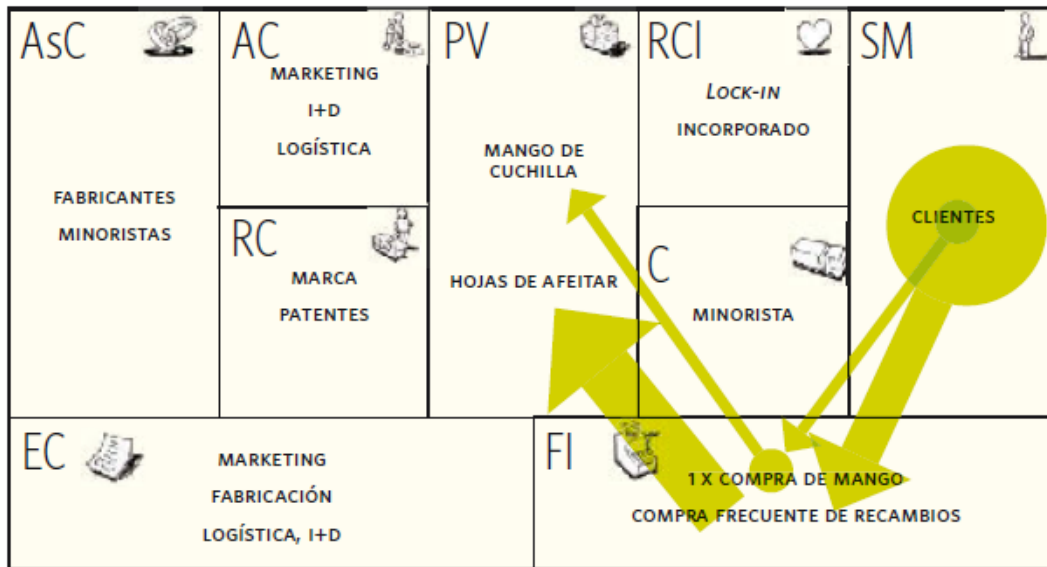 AsC
FABRICANTES
MINORISTAS
AC
MARKETING
I+D
LOGÍSTICA
RC
MARCA
PATENTES
PV
MANGO DE
CUCHILLA
HOJAS DE AFEITAR
RCl
LOCK-IN
INCORPORADO
C
MINORISTA
SM
CLIENTES
EC
MARKETING
FABRICACIÓN
LOGÍSTICA, I+D
FI
1 X COMPRA DE MANGO
COMPRA FRECUENTE DE RECAMBIOS